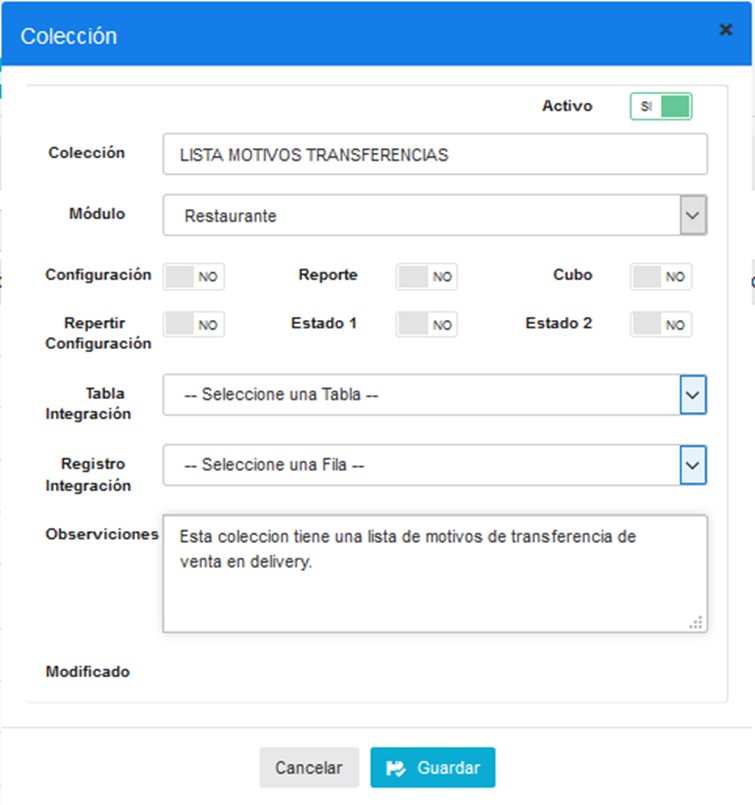 Colección
Activo SI
Colección LISTA MOTIVOS TRANSFERENCIAS
Módulo Restaurante
Configuración NO Reporte NO Cubo NO
Repertir
Configuración NO Estado 1 NO Estado 2 NO
Tabla
Integración -- Seleccione una Tabla --
Registro
Integración -- Seleccione una Fila --
Observiciones Esta coleccion tiene una lista de motivos de transferencia de
venta en delivery.
Modificado
Cancelar Guardar